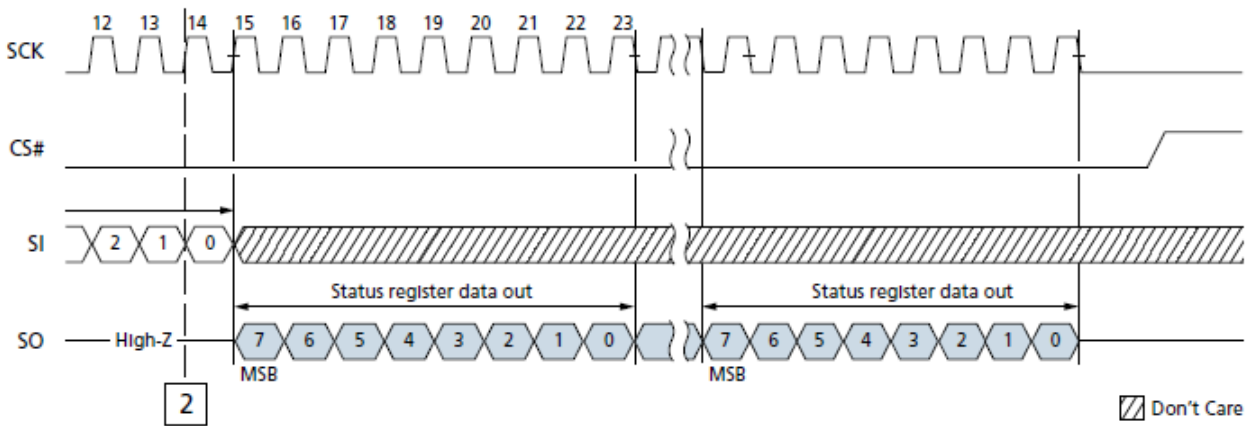 12 13 14 15 16 17 18 19 20 21 22 23
SCK
CS#
SI 2 1 0
Status register data out Status register data out
SO High-Z 7 6 5 4 3 2 1 0 7 6 5 4 3 2 1 0
MSB MSB
2
Don't Care